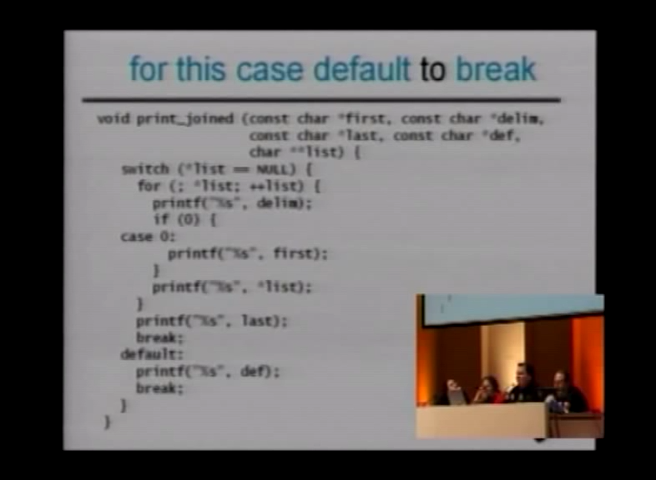 for this case default to break
void print_joined (const char *first, const char *delim,
const char *last, const char *def,
char **list) {
switch (*list == NULL) {
for (; *list; ++list) {
printf("%s", delim);
if (0) {
case 0:
printf("%s", first);
}
printf("%s", *list);
}
printf("%s", last);
break;
default:
printf("%s", def);
break;
}
}